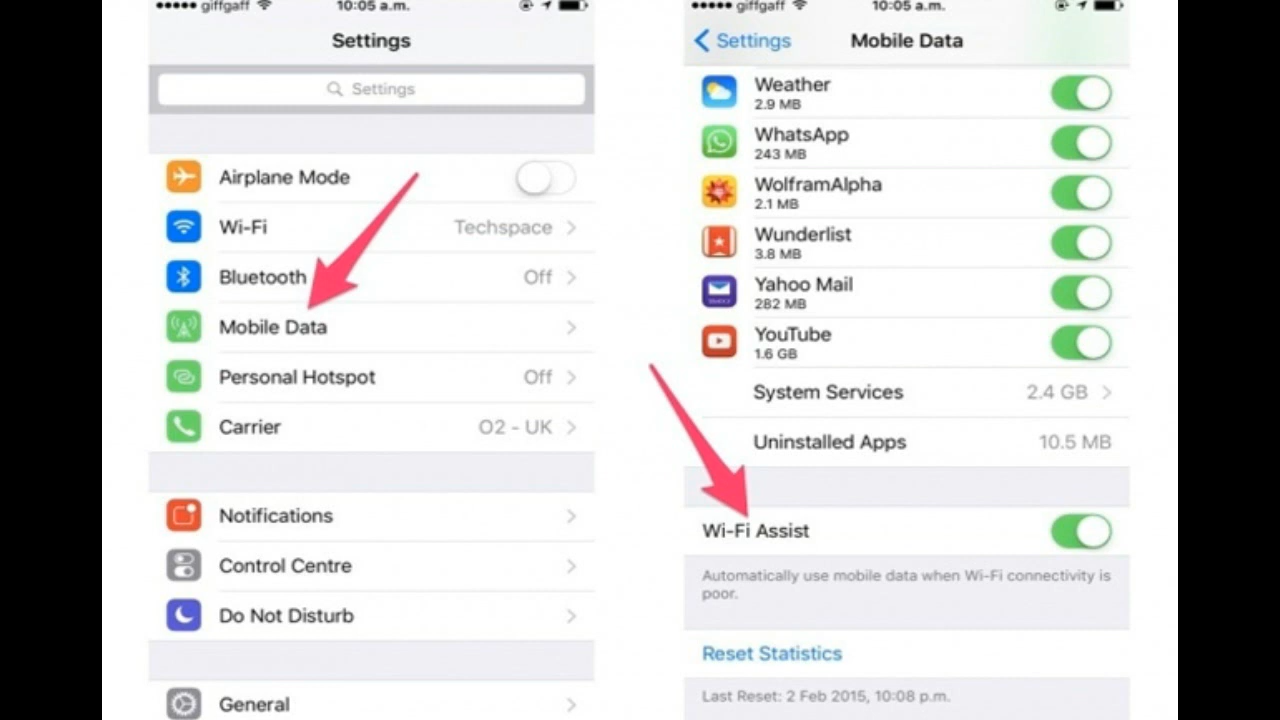 giffgaff 10:05 a.m.
Settings
Settings
Airplane Mode
Wi-Fi Techspace
Bluetooth Off
Mobile Data
Personal Hotspot Off
Carrier O2 - UK
Notifications
Control Centre
Do Not Disturb
General
giffgaff 10:05 a.m.
Settings Mobile Data
Weather
2.9 MB
WhatsApp
243 MB
WolframAlpha
2.1 MB
Wunderlist
3.8 MB
Yahoo Mail
282 MB
YouTube
1.6 GB
System Services 2.4 GB
Uninstalled Apps 10.5 MB
Wi-Fi Assist
Automatically use mobile data when Wi-Fi connectivity is
poor.
Reset Statistics
Last Reset: 2 Feb 2015, 10:08 p.m.